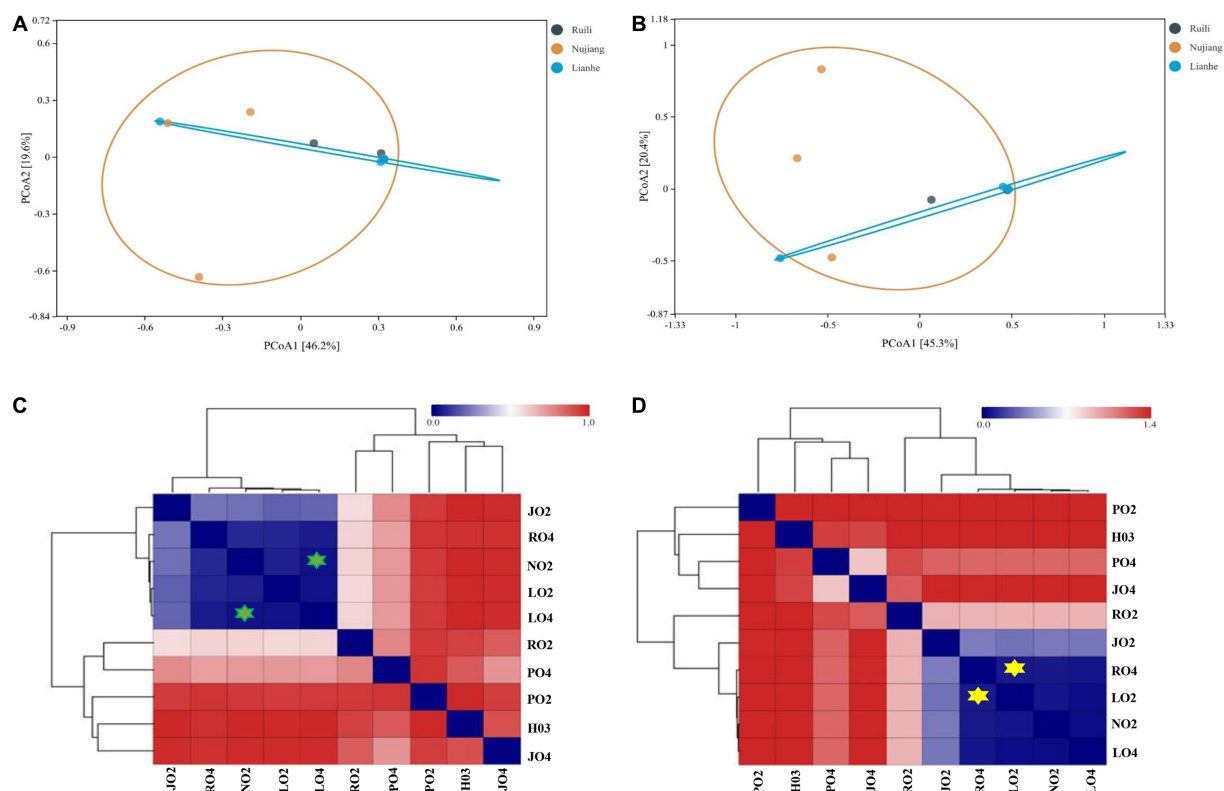 A
0.72
0.6
0.3
0
-0.3
-0.6
-0.84
-0.9
-0.6
-0.3
0
0.3
0.6
0.9
PCoA2 [19.6%]
PCoA1 [46.2%]
Ruili
Nujiang
Lianhe
B
1.18
1
0.5
0
-0.5
-0.87
-1.33
-1
-0.5
0
0.5
1
1.33
PCoA2 [20.4%]
PCoA1 [45.3%]
Ruili
Nujiang
Lianhe
C
0.0
1.0
JO2
RO4
NO2
LO2
LO4
RO2
PO4
PO2
H03
JO4
JO2
RO4
NO2
LO2
LO4
RO2
PO4
PO2
H03
JO4
D
0.0
1.4
PO2
H03
PO4
JO4
RO2
JO2
RO4
LO2
NO2
LO4
PO2
H03
PO4
JO4
RO2
JO2
RO4
LO2
NO2
LO4